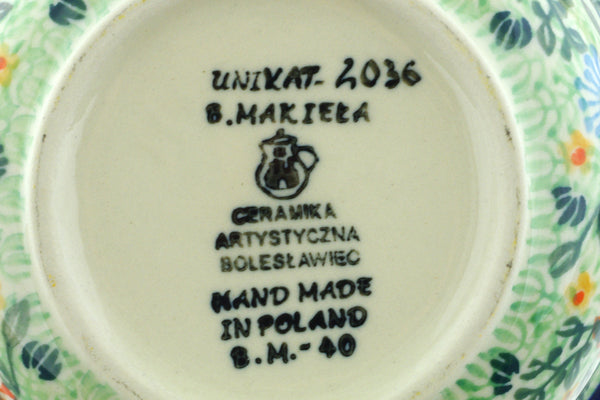 UNIKAT-2036
B. MAKIEŁA
CERAMIKA
ARTYSTYCZNA
BOLESŁAWIEC
HAND MADE
IN POLAND
B.M.-40